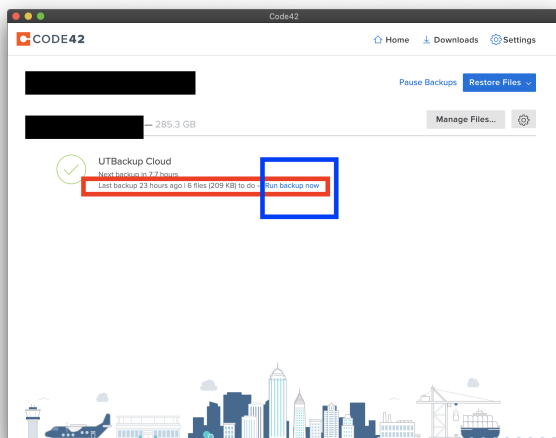 Code42
CODE42
Home
Downloads
Settings
Pause Backups
Restore Files
— 285.3 GB
Manage Files...
UTBackup Cloud
Next backup in 7.7 hours
Last backup 23 hours ago | 6 files (209 KB) to do – Run backup now